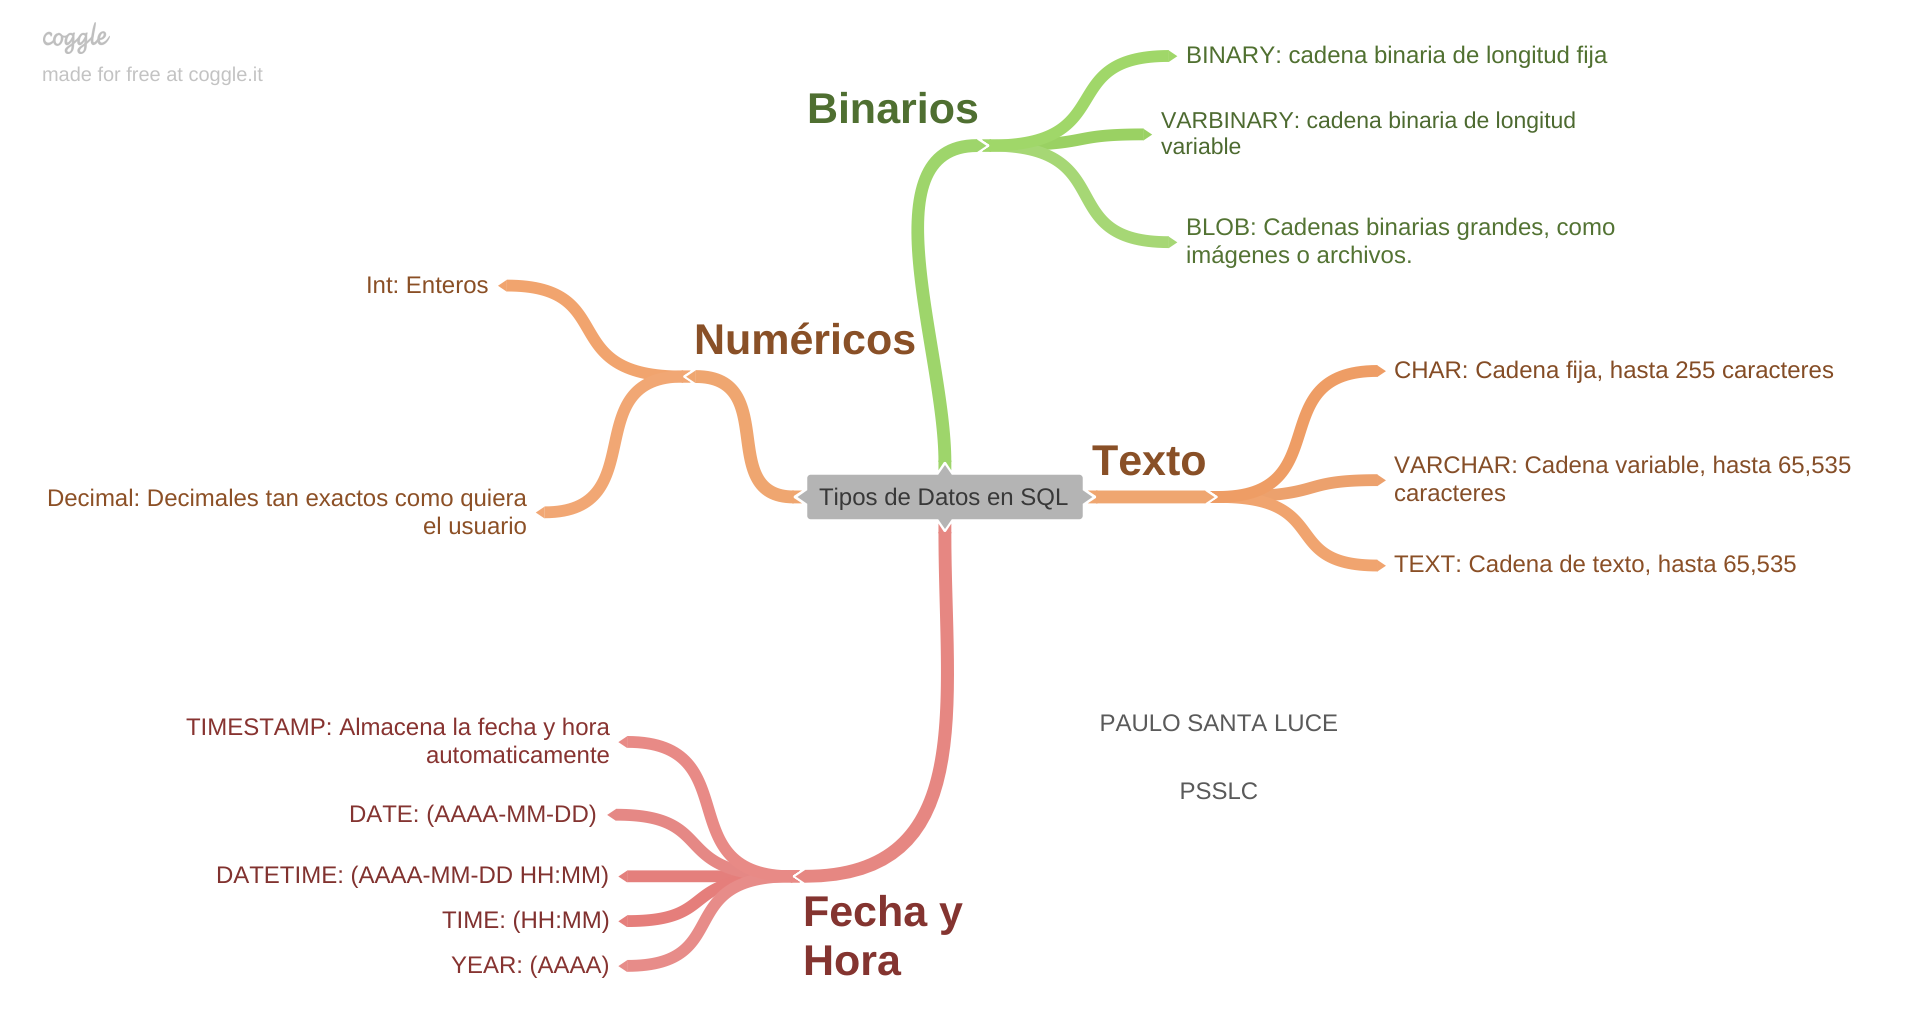 coggle
made for free at coggle.it
Binarios
BINARY: cadena binaria de longitud fija
VARBINARY: cadena binaria de longitud
variable
BLOB: Cadenas binarias grandes, como
imágenes o archivos.
Numéricos
Int: Enteros
Decimal: Decimales tan exactos como quiera
el usuario
Tipos de Datos en SQL
Texto
CHAR: Cadena fija, hasta 255 caracteres
VARCHAR: Cadena variable, hasta 65,535
caracteres
TEXT: Cadena de texto, hasta 65,535
TIMESTAMP: Almacena la fecha y hora
automaticamente
DATE: (AAAA-MM-DD)
DATETIME: (AAAA-MM-DD HH:MM)
TIME: (HH:MM)
YEAR: (AAAA)
Fecha y
Hora
PAULO SANTA LUCE
PSSLC